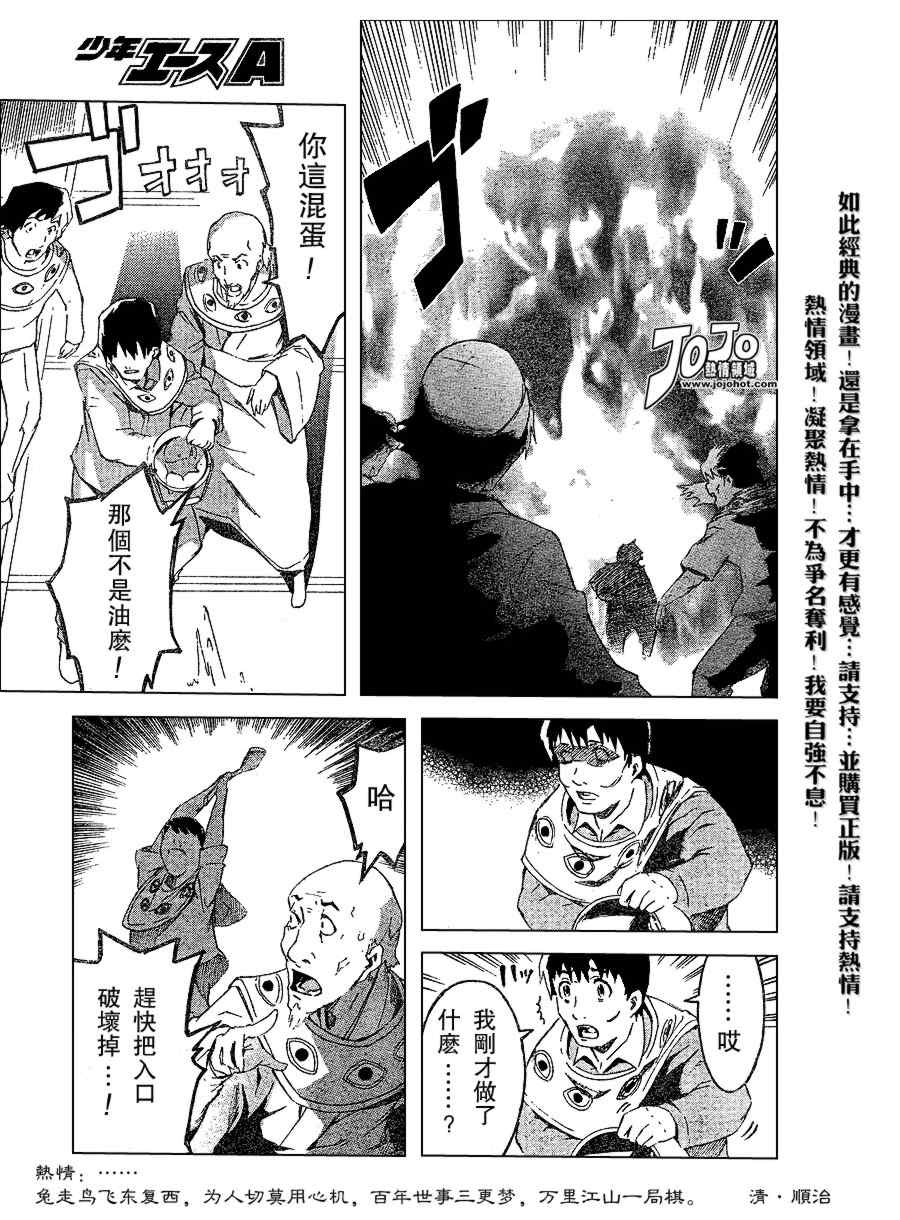 少年エースA
ゴ
オオォ
ゴ
JOJO
熱情領域
www.jojohot.com
你這混蛋！
那個不是油麽！
……哎
我剛才做了
什麽……？
哈
趕快把入口
破壞掉…！
如此經典的漫畫！還是拿在手中…才更有感覺…請支持…並購買正版！請支持熱情！
熱情領域！凝聚熱情！不為爭名奪利！我要自強不息！
熱情：……
兔走鸟飞东复西，为人切莫用心机，百年世事三更梦，万里江山一局棋。 清·順治